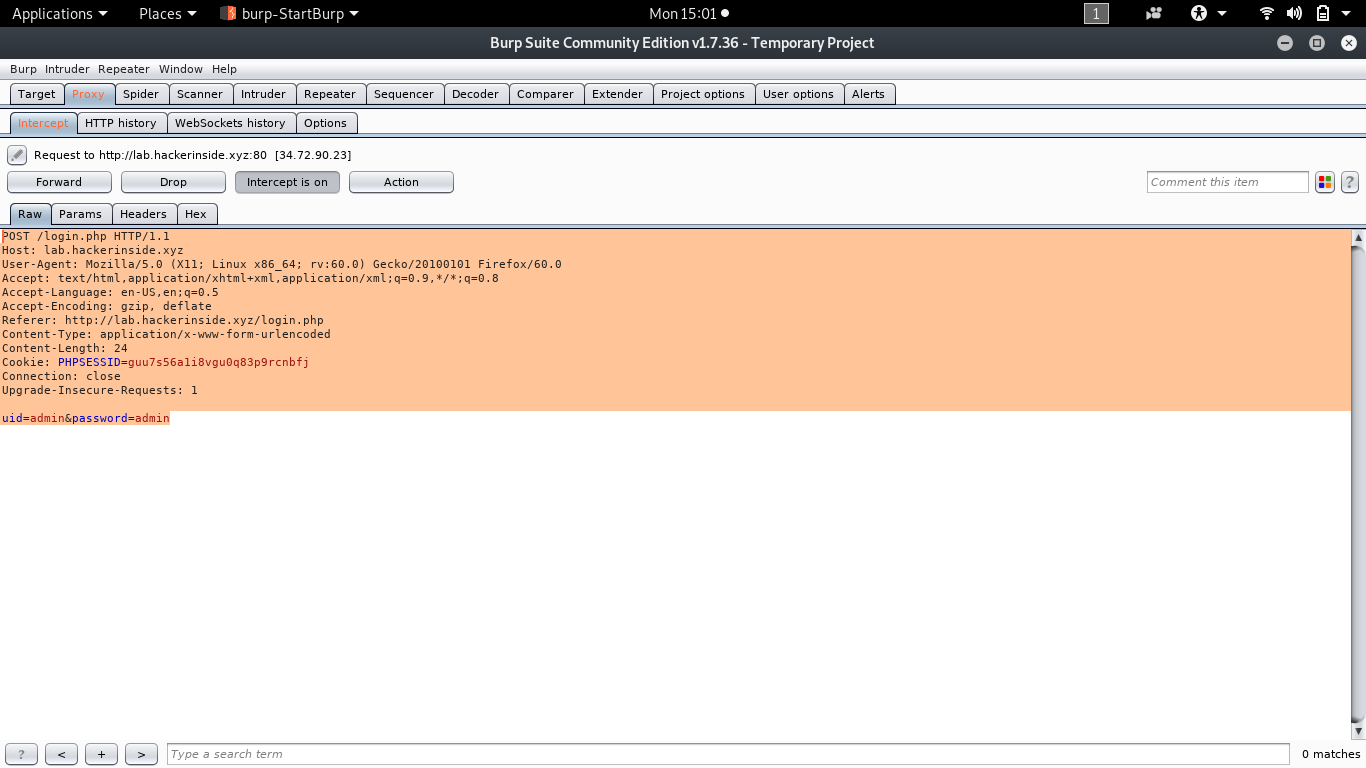 Applications Places burp-StartBurp Mon 15:01 1
Burp Suite Community Edition v1.7.36 - Temporary Project
Burp Intruder Repeater Window Help
Target Proxy Spider Scanner Intruder Repeater Sequencer Decoder Comparer Extender Project options User options Alerts
Intercept HTTP history WebSockets history Options
Request to http://lab.hackerinside.xyz:80 [34.72.90.23]
Forward Drop Intercept is on Action Comment this item ?
Raw Params Headers Hex
POST /login.php HTTP/1.1
Host: lab.hackerinside.xyz
User-Agent: Mozilla/5.0 (X11; Linux x86_64; rv:60.0) Gecko/20100101 Firefox/60.0
Accept: text/html,application/xhtml+xml,application/xml;q=0.9,*/*;q=0.8
Accept-Language: en-US,en;q=0.5
Accept-Encoding: gzip, deflate
Referer: http://lab.hackerinside.xyz/login.php
Content-Type: application/x-www-form-urlencoded
Content-Length: 24
Cookie: PHPSESSID=guu7s56a1i8vgu0q83p9rcnbfj
Connection: close
Upgrade-Insecure-Requests: 1
uid=admin&password=admin
? < + > Type a search term 0 matches